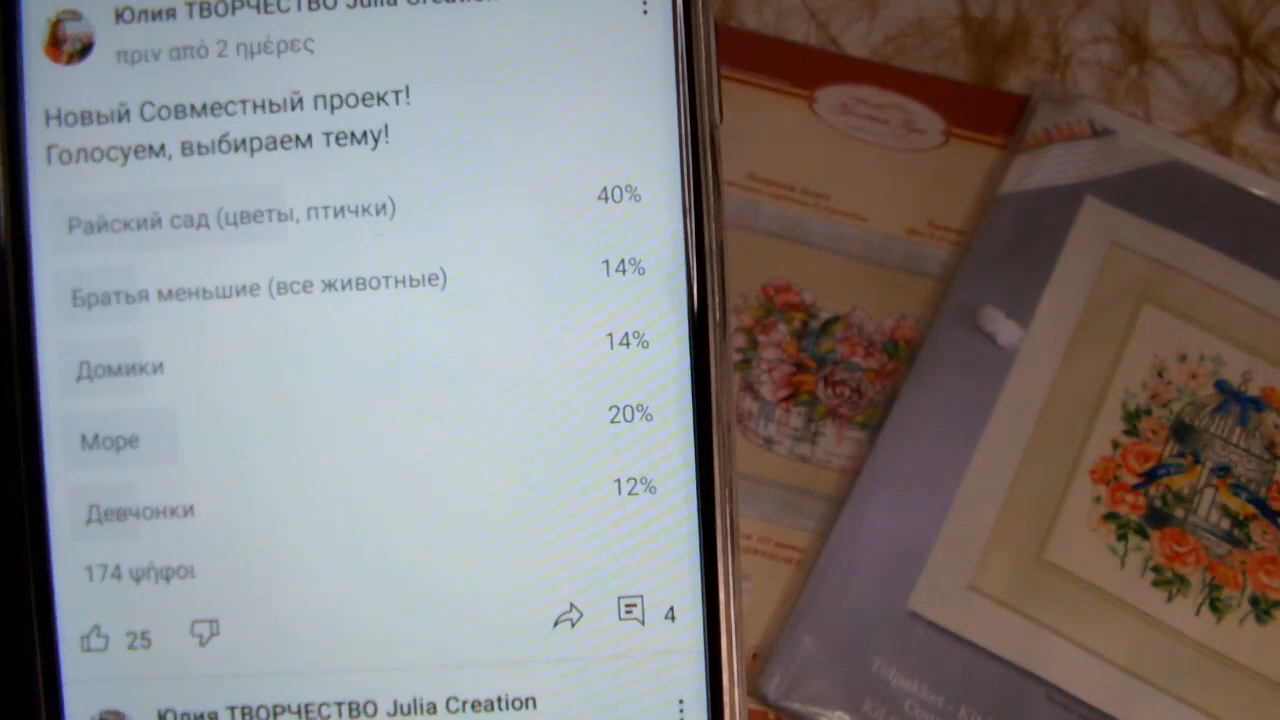 Юлия ТВОРЧЕСТВО Julia Creation
πριν από 2 ημέρες
Новый Совместный проект!
Голосуем, выбираем тему!
Райский сад (цветы, птички) 40%
Братья меньшие (все животные) 14%
Домики 14%
Море 20%
Девчонки 12%
174 ψήφοι
25 4
Юлия ТВОРЧЕСТВО Julia Creation
Telpakket - Kit